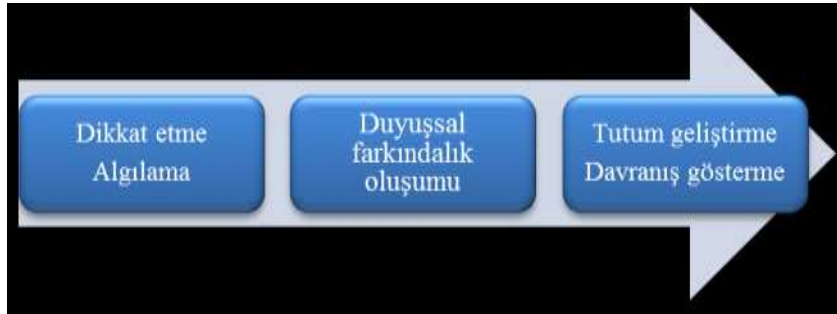 Dikkat etme
Algılama
Duyuşsal
farkındalık
oluşumu
Tutum geliştirme
Davranış gösterme